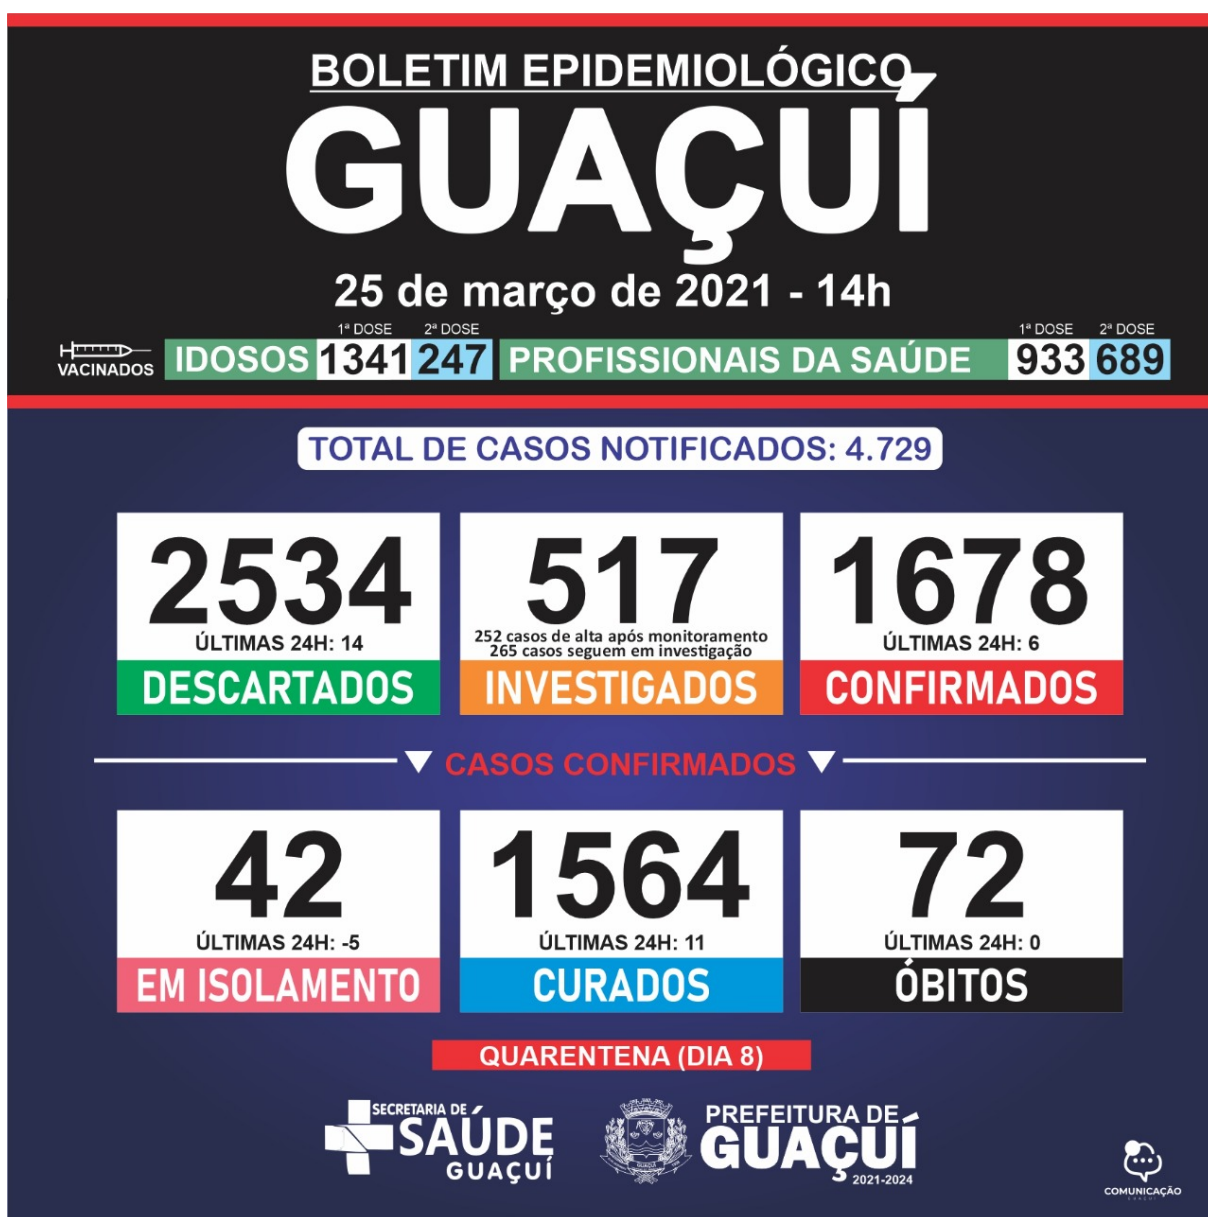 BOLETIM EPIDEMIOLÓGICO
GUAÇUÍ
25 de março de 2021 - 14h
1ª DOSE 2ª DOSE 1ª DOSE 2ª DOSE
VACINADOS IDOSOS 1341 247 PROFISSIONAIS DA SAÚDE 933 689
TOTAL DE CASOS NOTIFICADOS: 4.729
2534
ÚLTIMAS 24H: 14
DESCARTADOS
517
252 casos de alta após monitoramento
265 casos seguem em investigação
INVESTIGADOS
1678
ÚLTIMAS 24H: 6
CONFIRMADOS
CASOS CONFIRMADOS
42
ÚLTIMAS 24H: -5
EM ISOLAMENTO
1564
ÚLTIMAS 24H: 11
CURADOS
72
ÚLTIMAS 24H: 0
ÓBITOS
QUARENTENA (DIA 8)
SECRETARIA DE
SAÚDE
GUAÇUÍ
PREFEITURA DE
GUAÇUÍ
2021-2024
COMUNICAÇÃO